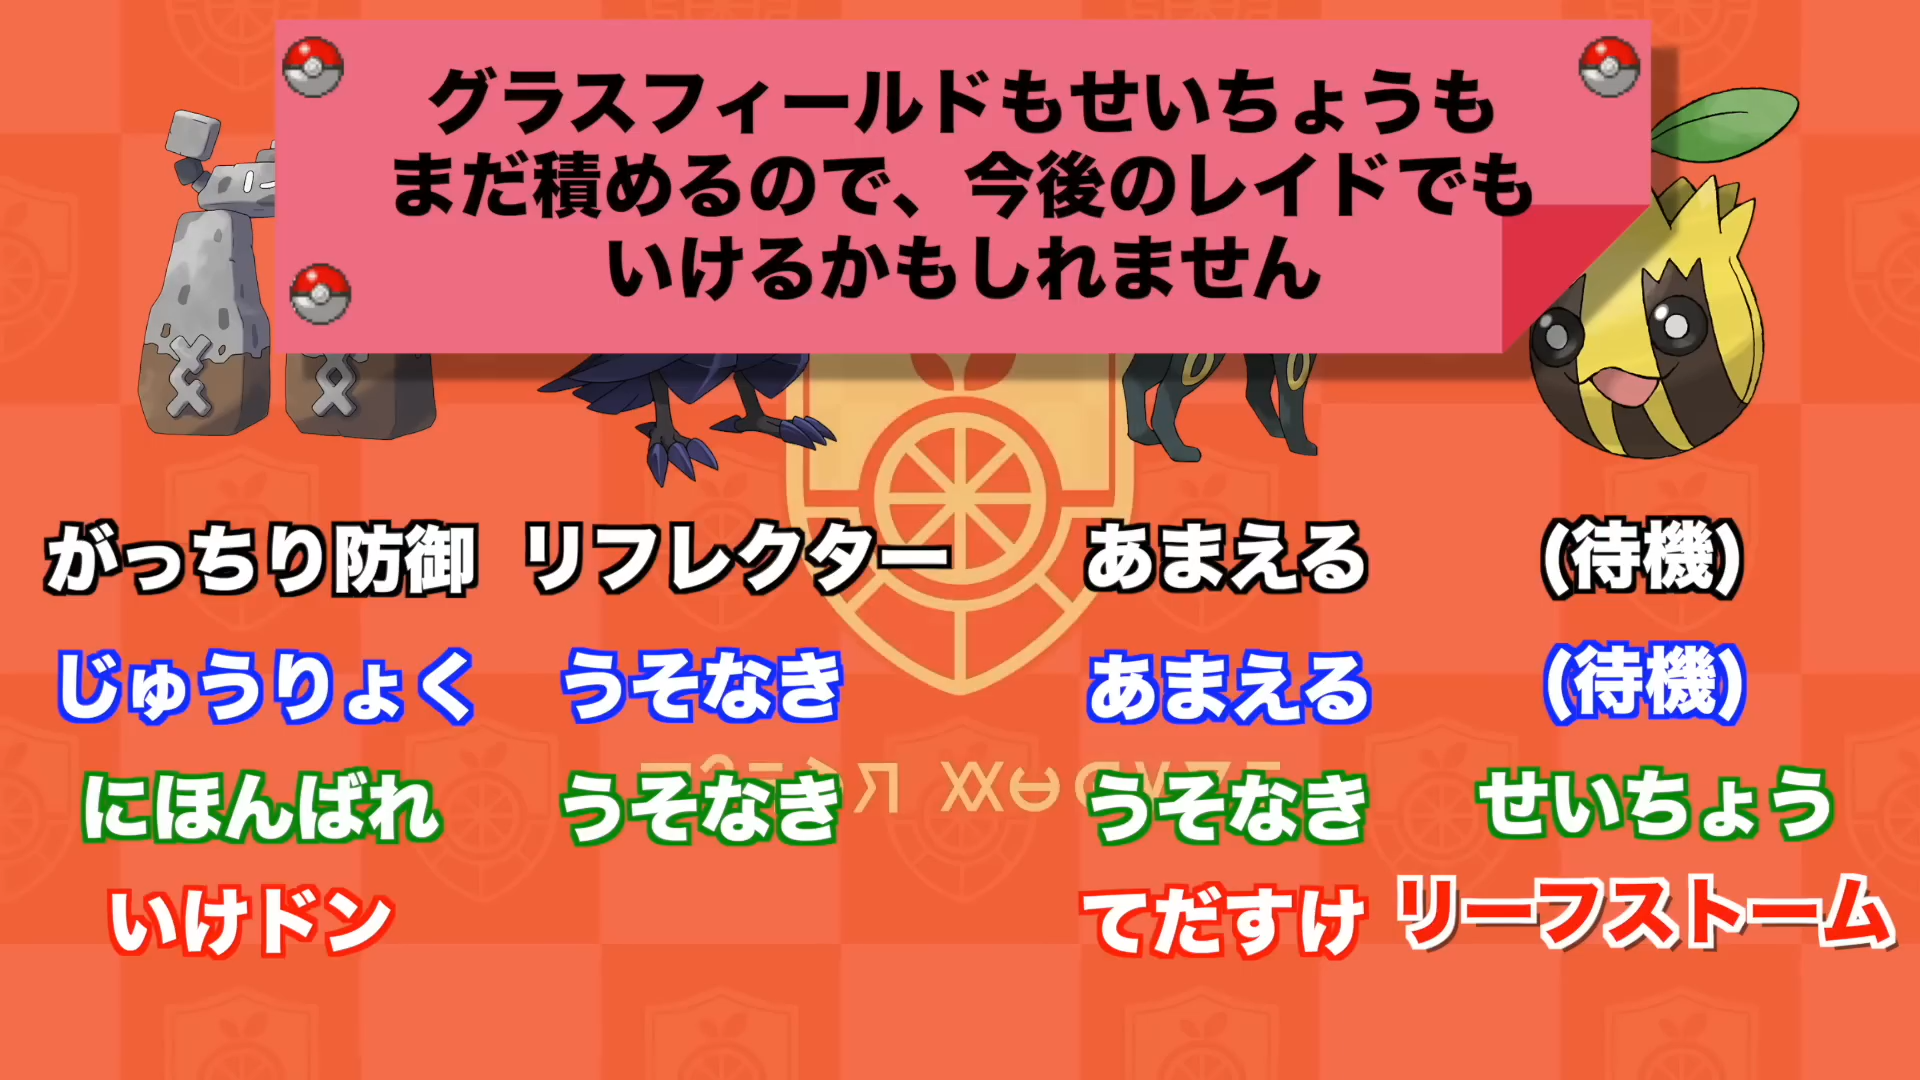 グラスフィールドもせいちょうも
まだ積めるので、今後のレイドでも
いけるかもしれません
がっちり防御 リフレクター あまえる (待機)
じゅうりょく うそなき あまえる (待機)
にほんばれ うそなき うそなき せいちょう
いけドン てだすけ リーフストーム